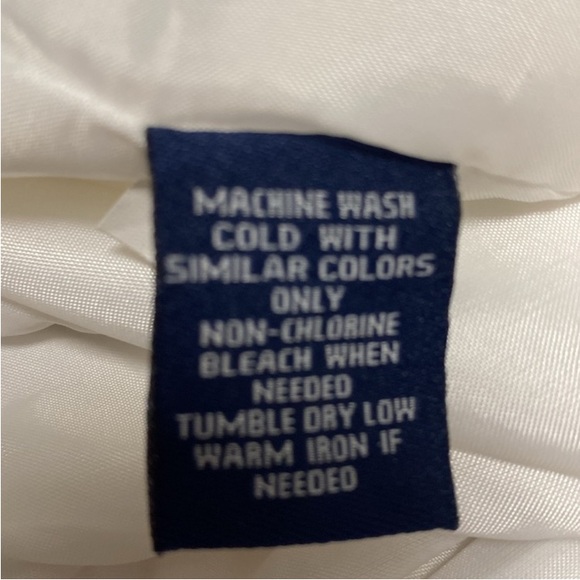 MACHINE WASH
COLD WITH
SIMILAR COLORS
ONLY
NON-CHLORINE
BLEACH WHEN
NEEDED
TUMBLE DRY LOW
WARM IRON IF
NEEDED